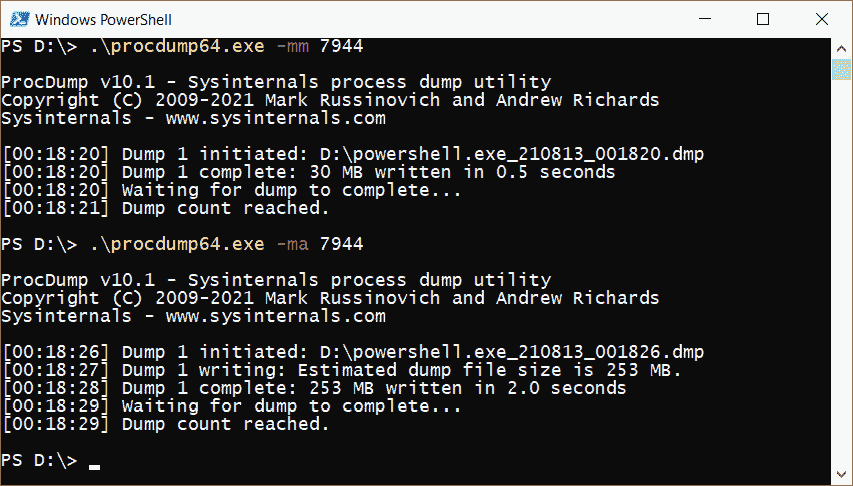 Windows PowerShell
PS D:\> .\procdump64.exe -mm 7944
ProcDump v10.1 - Sysinternals process dump utility
Copyright (C) 2009-2021 Mark Russinovich and Andrew Richards
Sysinternals - www.sysinternals.com
[00:18:20] Dump 1 initiated: D:\powershell.exe_210813_001820.dmp
[00:18:20] Dump 1 complete: 30 MB written in 0.5 seconds
[00:18:20] Waiting for dump to complete...
[00:18:21] Dump count reached.
PS D:\> .\procdump64.exe -ma 7944
ProcDump v10.1 - Sysinternals process dump utility
Copyright (C) 2009-2021 Mark Russinovich and Andrew Richards
Sysinternals - www.sysinternals.com
[00:18:26] Dump 1 initiated: D:\powershell.exe_210813_001826.dmp
[00:18:27] Dump 1 writing: Estimated dump file size is 253 MB.
[00:18:28] Dump 1 complete: 253 MB written in 2.0 seconds
[00:18:29] Waiting for dump to complete...
[00:18:29] Dump count reached.
PS D:\>